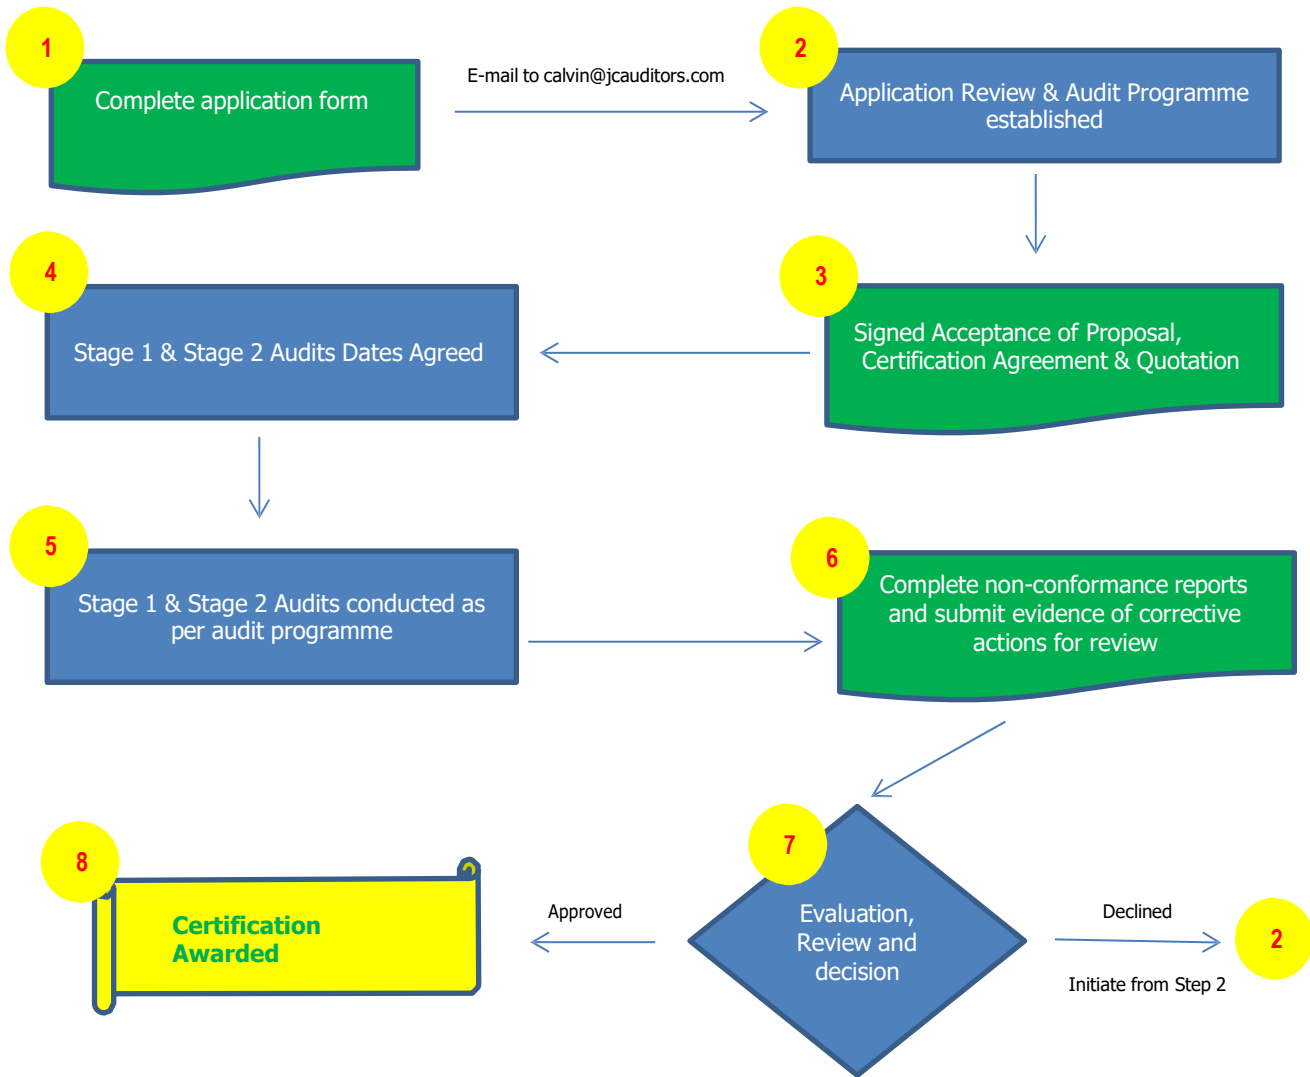 1
Complete application form
E-mail to calvin@jcauditors.com
2
Application Review & Audit Programme
established
3
Signed Acceptance of Proposal,
Certification Agreement & Quotation
4
Stage 1 & Stage 2 Audits Dates Agreed
5
Stage 1 & Stage 2 Audits conducted as
per audit programme
6
Complete non-conformance reports
and submit evidence of corrective
actions for review
7
Evaluation,
Review and
decision
Approved
8
Certification
Awarded
Declined
2
Initiate from Step 2